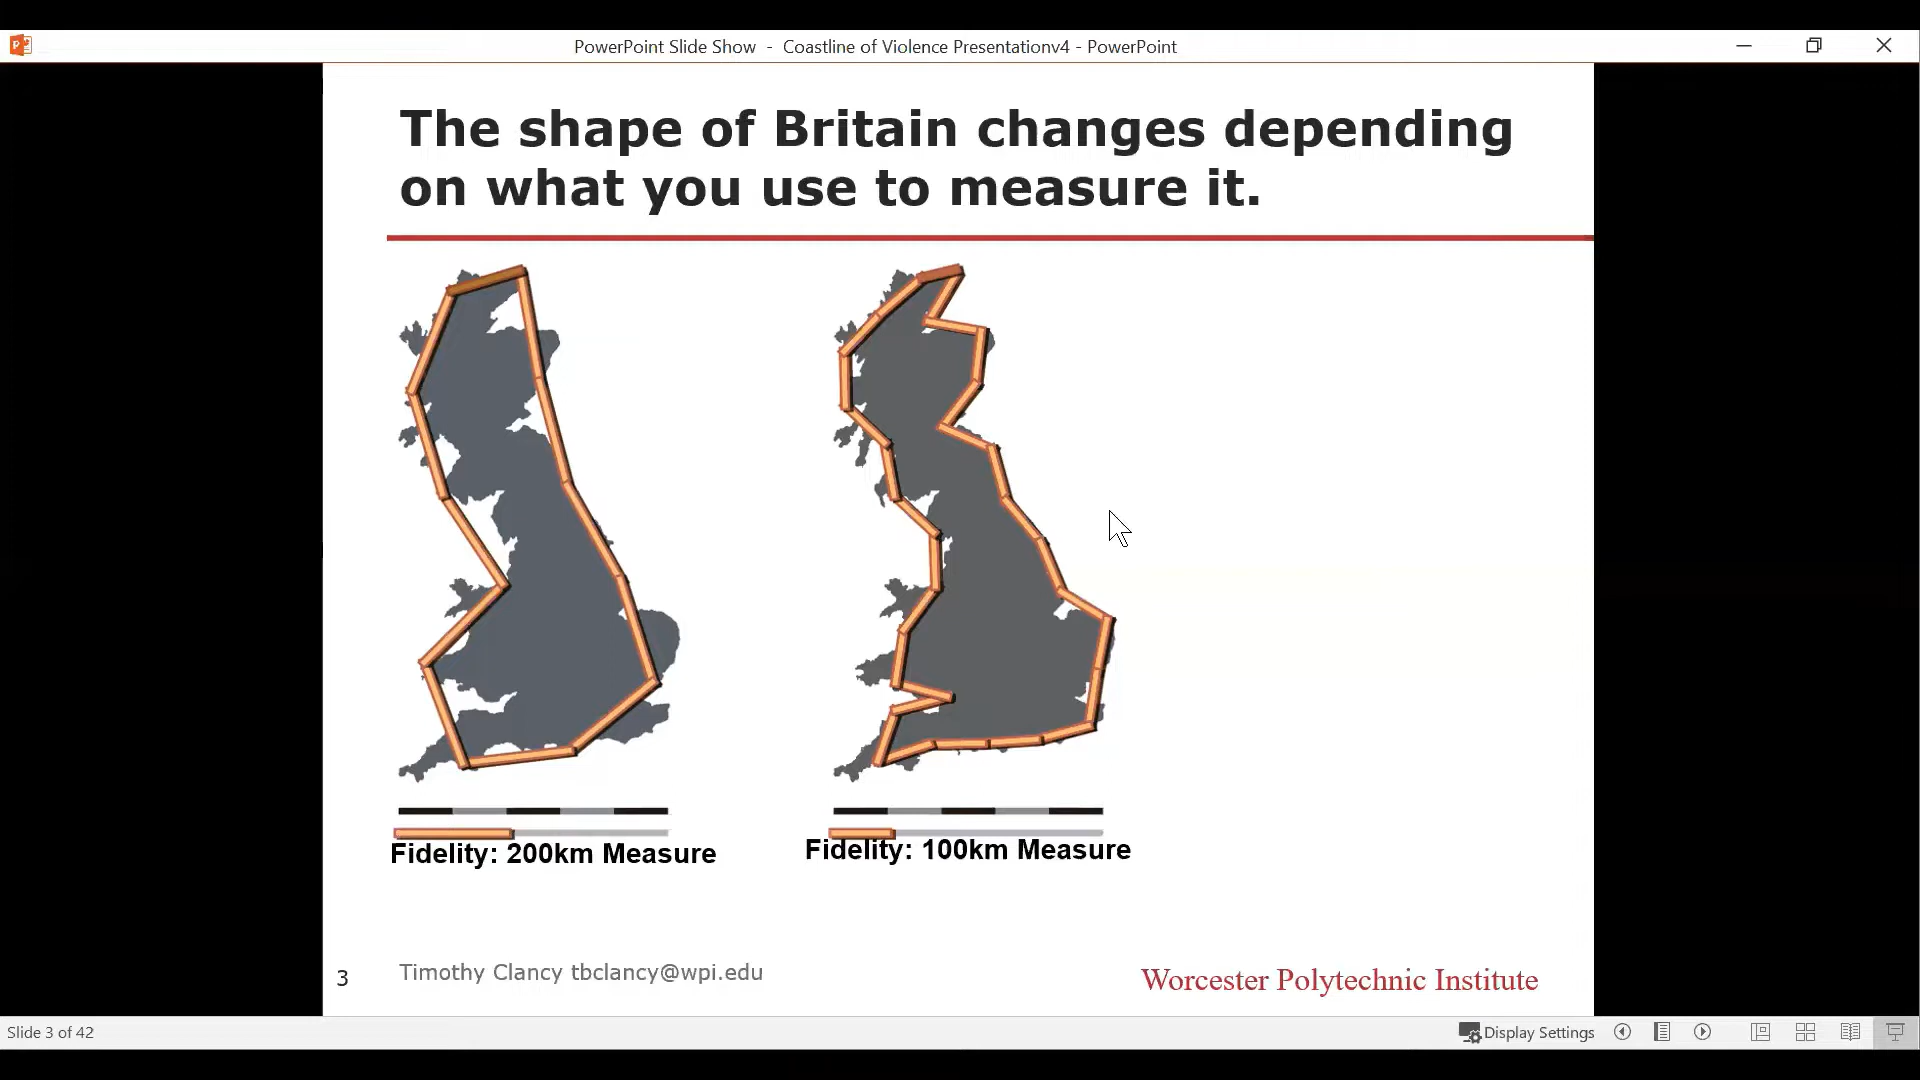 PowerPoint Slide Show - Coastline of Violence Presentationv4 - PowerPoint
The shape of Britain changes depending
on what you use to measure it.
Fidelity: 200km Measure
Fidelity: 100km Measure
3
Timothy Clancy tbclancy@wpi.edu
Worcester Polytechnic Institute
Slide 3 of 42
Display Settings